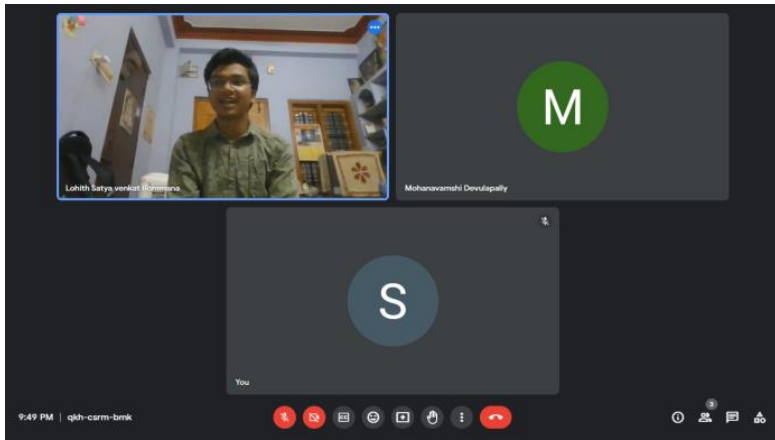 Lohith Satya venkat
M
Mohanavamshi Devulapally
S
You
9:49 PM | qkh-csrm-bmk
3